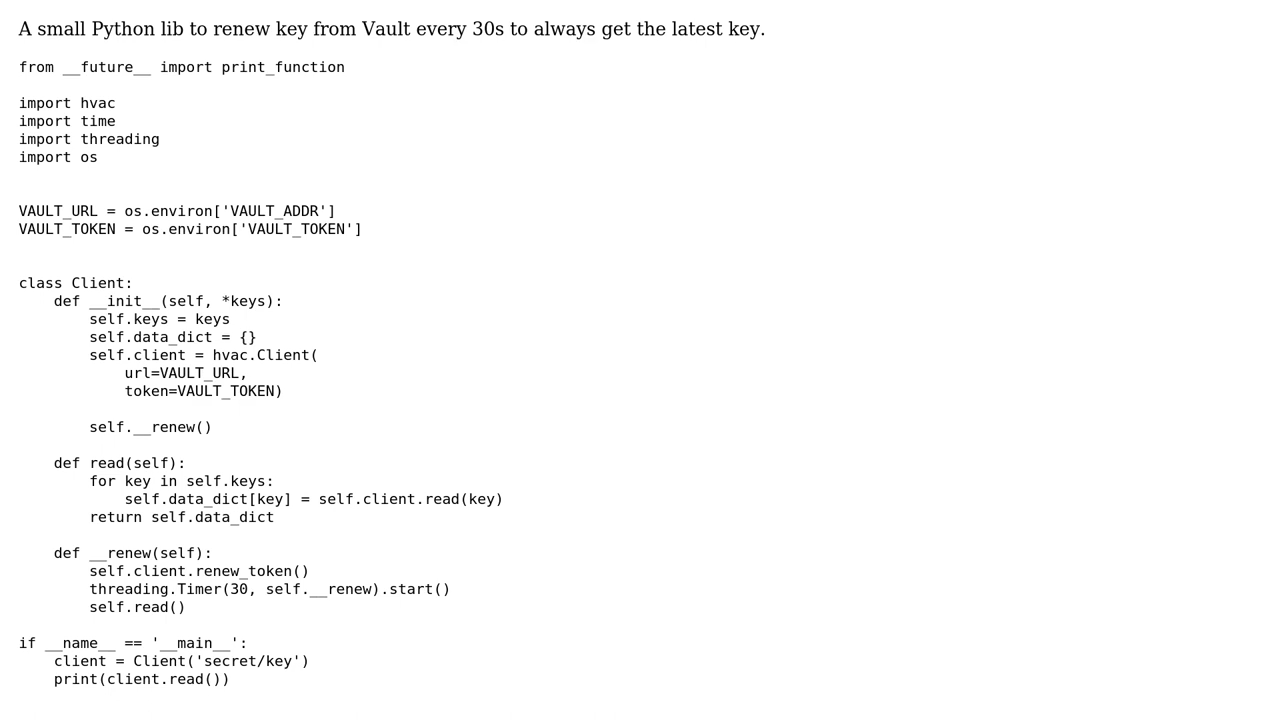 A small Python lib to renew key from Vault every 30s to always get the latest key.
from __future__ import print_function
import hvac
import time
import threading
import os
VAULT_URL = os.environ['VAULT_ADDR']
VAULT_TOKEN = os.environ['VAULT_TOKEN']
class Client:
    def __init__(self, *keys):
        self.keys = keys
        self.data_dict = {}
        self.client = hvac.Client(
            url=VAULT_URL,
            token=VAULT_TOKEN)
        self.__renew()
    def read(self):
        for key in self.keys:
            self.data_dict[key] = self.client.read(key)
        return self.data_dict
    def __renew(self):
        self.client.renew_token()
        threading.Timer(30, self.__renew).start()
        self.read()
if __name__ == '__main__':
    client = Client('secret/key')
    print(client.read())